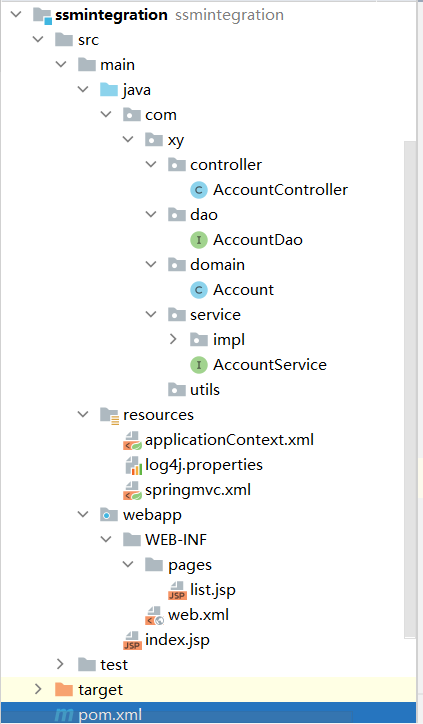 ssmintegration ssmintegration
src
main
java
com
xy
controller
C AccountController
dao
I AccountDao
domain
C Account
service
impl
I AccountService
utils
resources
applicationContext.xml
log4j.properties
springmvc.xml
webapp
WEB-INF
pages
JSP list.jsp
web.xml
JSP index.jsp
test
target
m pom.xml